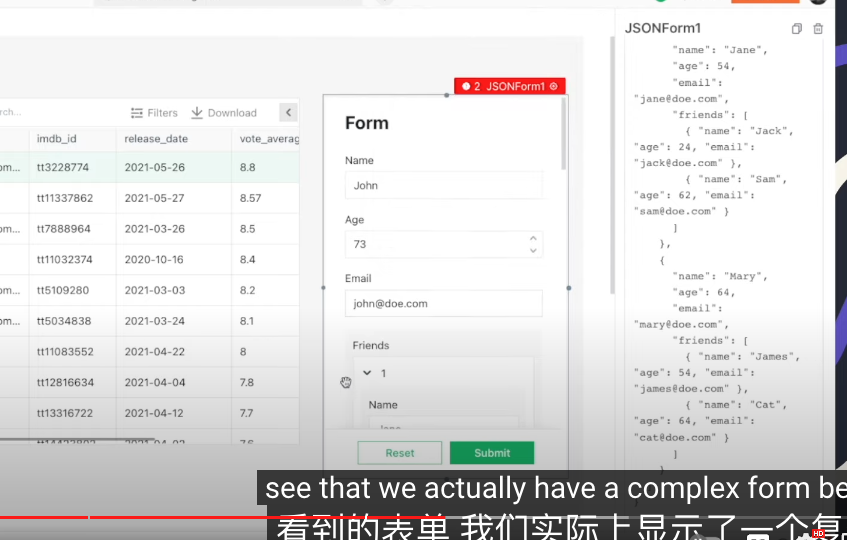 JSONForm1
"name": "Jane",
"age": 54,
"email":
"jane@doe.com",
"friends": [
{ "name": "Jack",
"age": 24, "email":
"jack@doe.com" },
{ "name": "Sam",
"age": 62, "email":
"sam@doe.com" }
]
},
{
"name": "Mary",
"age": 64,
"email":
"mary@doe.com",
"friends": [
{ "name": "James",
"age": 54, "email":
"james@doe.com" },
{ "name": "Cat",
"age": 64, "email":
"cat@doe.com" }
]
}
2 JSONForm1
rch... Filters Download
imdb_id release_date vote_averag
om... tt3228774 2021-05-26 8.8
tt11337862 2021-05-27 8.57
om... tt7888964 2021-03-26 8.5
tt11032374 2020-10-16 8.4
om... tt5109280 2021-03-03 8.2
om... tt5034838 2021-03-24 8.1
tt11083552 2021-04-22 8
tt12816634 2021-04-04 7.8
tt13316722 2021-04-12 7.7
Form
Name
John
Age
73
Email
john@doe.com
Friends
1
Name
Jane
Reset Submit
see that we actually have a complex form be
看到的表单 我们实际上显示了一个复
HD